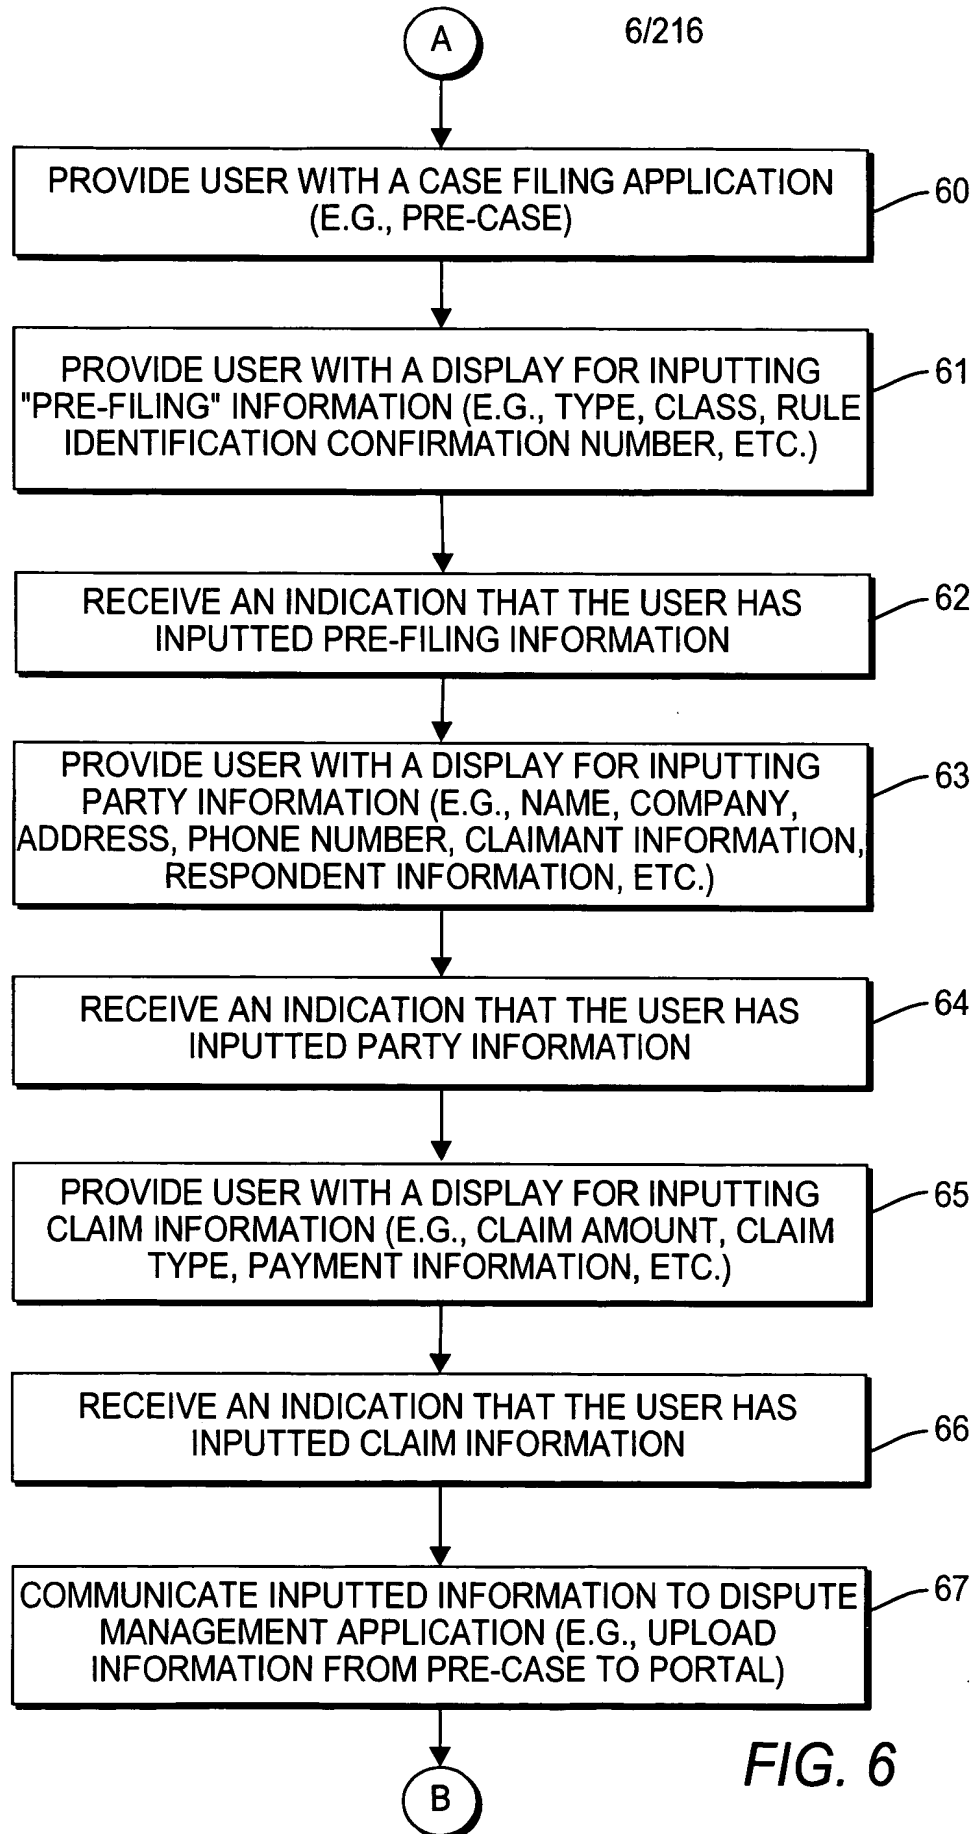 A
6/216
PROVIDE USER WITH A CASE FILING APPLICATION
(E.G., PRE-CASE)
60
PROVIDE USER WITH A DISPLAY FOR INPUTTING
"PRE-FILING" INFORMATION (E.G., TYPE, CLASS, RULE
IDENTIFICATION CONFIRMATION NUMBER, ETC.)
61
RECEIVE AN INDICATION THAT THE USER HAS
INPUTTED PRE-FILING INFORMATION
62
PROVIDE USER WITH A DISPLAY FOR INPUTTING
PARTY INFORMATION (E.G., NAME, COMPANY,
ADDRESS, PHONE NUMBER, CLAIMANT INFORMATION,
RESPONDENT INFORMATION, ETC.)
63
RECEIVE AN INDICATION THAT THE USER HAS
INPUTTED PARTY INFORMATION
64
PROVIDE USER WITH A DISPLAY FOR INPUTTING
CLAIM INFORMATION (E.G., CLAIM AMOUNT, CLAIM
TYPE, PAYMENT INFORMATION, ETC.)
65
RECEIVE AN INDICATION THAT THE USER HAS
INPUTTED CLAIM INFORMATION
66
COMMUNICATE INPUTTED INFORMATION TO DISPUTE
MANAGEMENT APPLICATION (E.G., UPLOAD
INFORMATION FROM PRE-CASE TO PORTAL)
67
FIG. 6
B